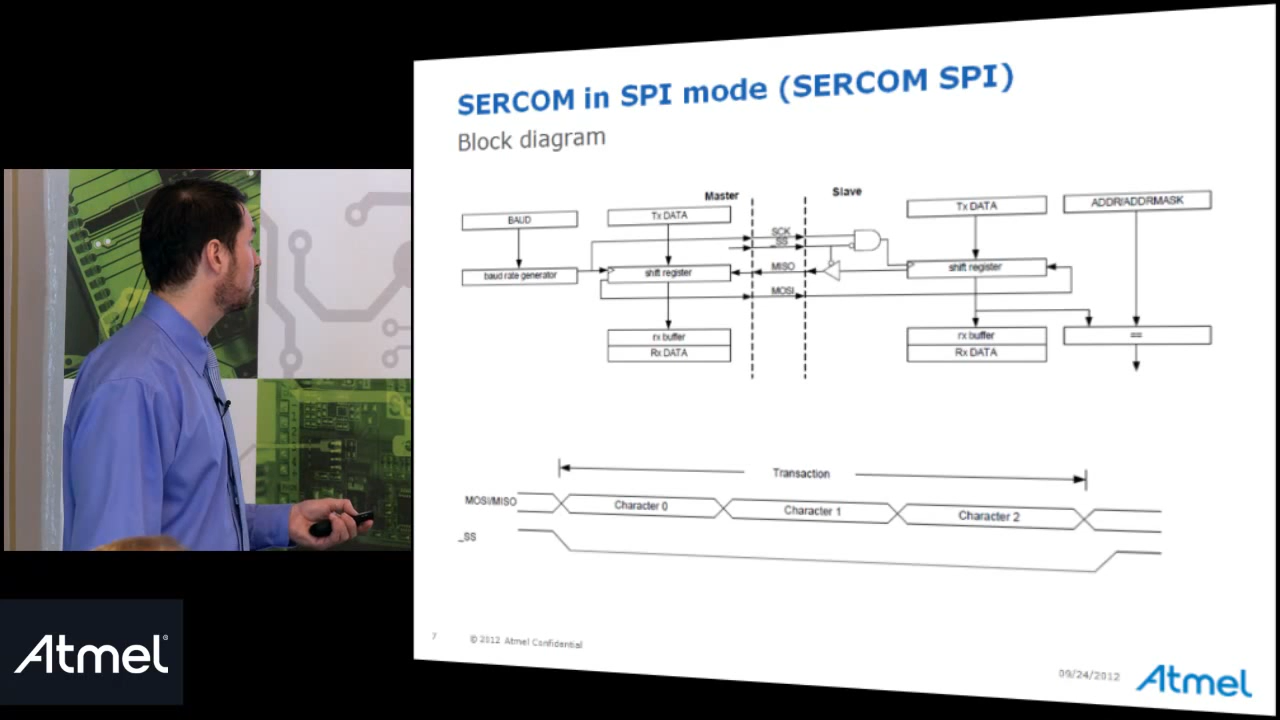 SERCOM in SPI mode (SERCOM SPI)
Block diagram
Master
Slave
BAUD
Tx DATA
Tx DATA
ADDR/ADDRMASK
SCK
_SS
baud rate generator
shift register
MISO
shift register
MOSI
rx buffer
Rx DATA
rx buffer
Rx DATA
==
Transaction
MOSI/MISO
Character 0
Character 1
Character 2
_SS
7
© 2012 Atmel Confidential
09/24/2012
Atmel
Atmel®